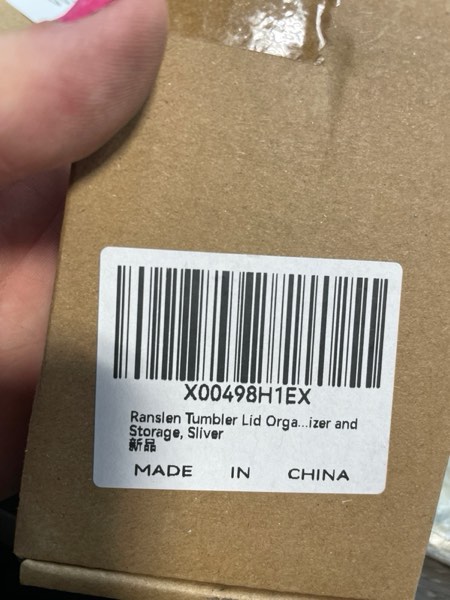 X00498H1EX
Ranslen Tumbler Lid Orga...izer and
Storage, Sliver
新品
MADE IN CHINA